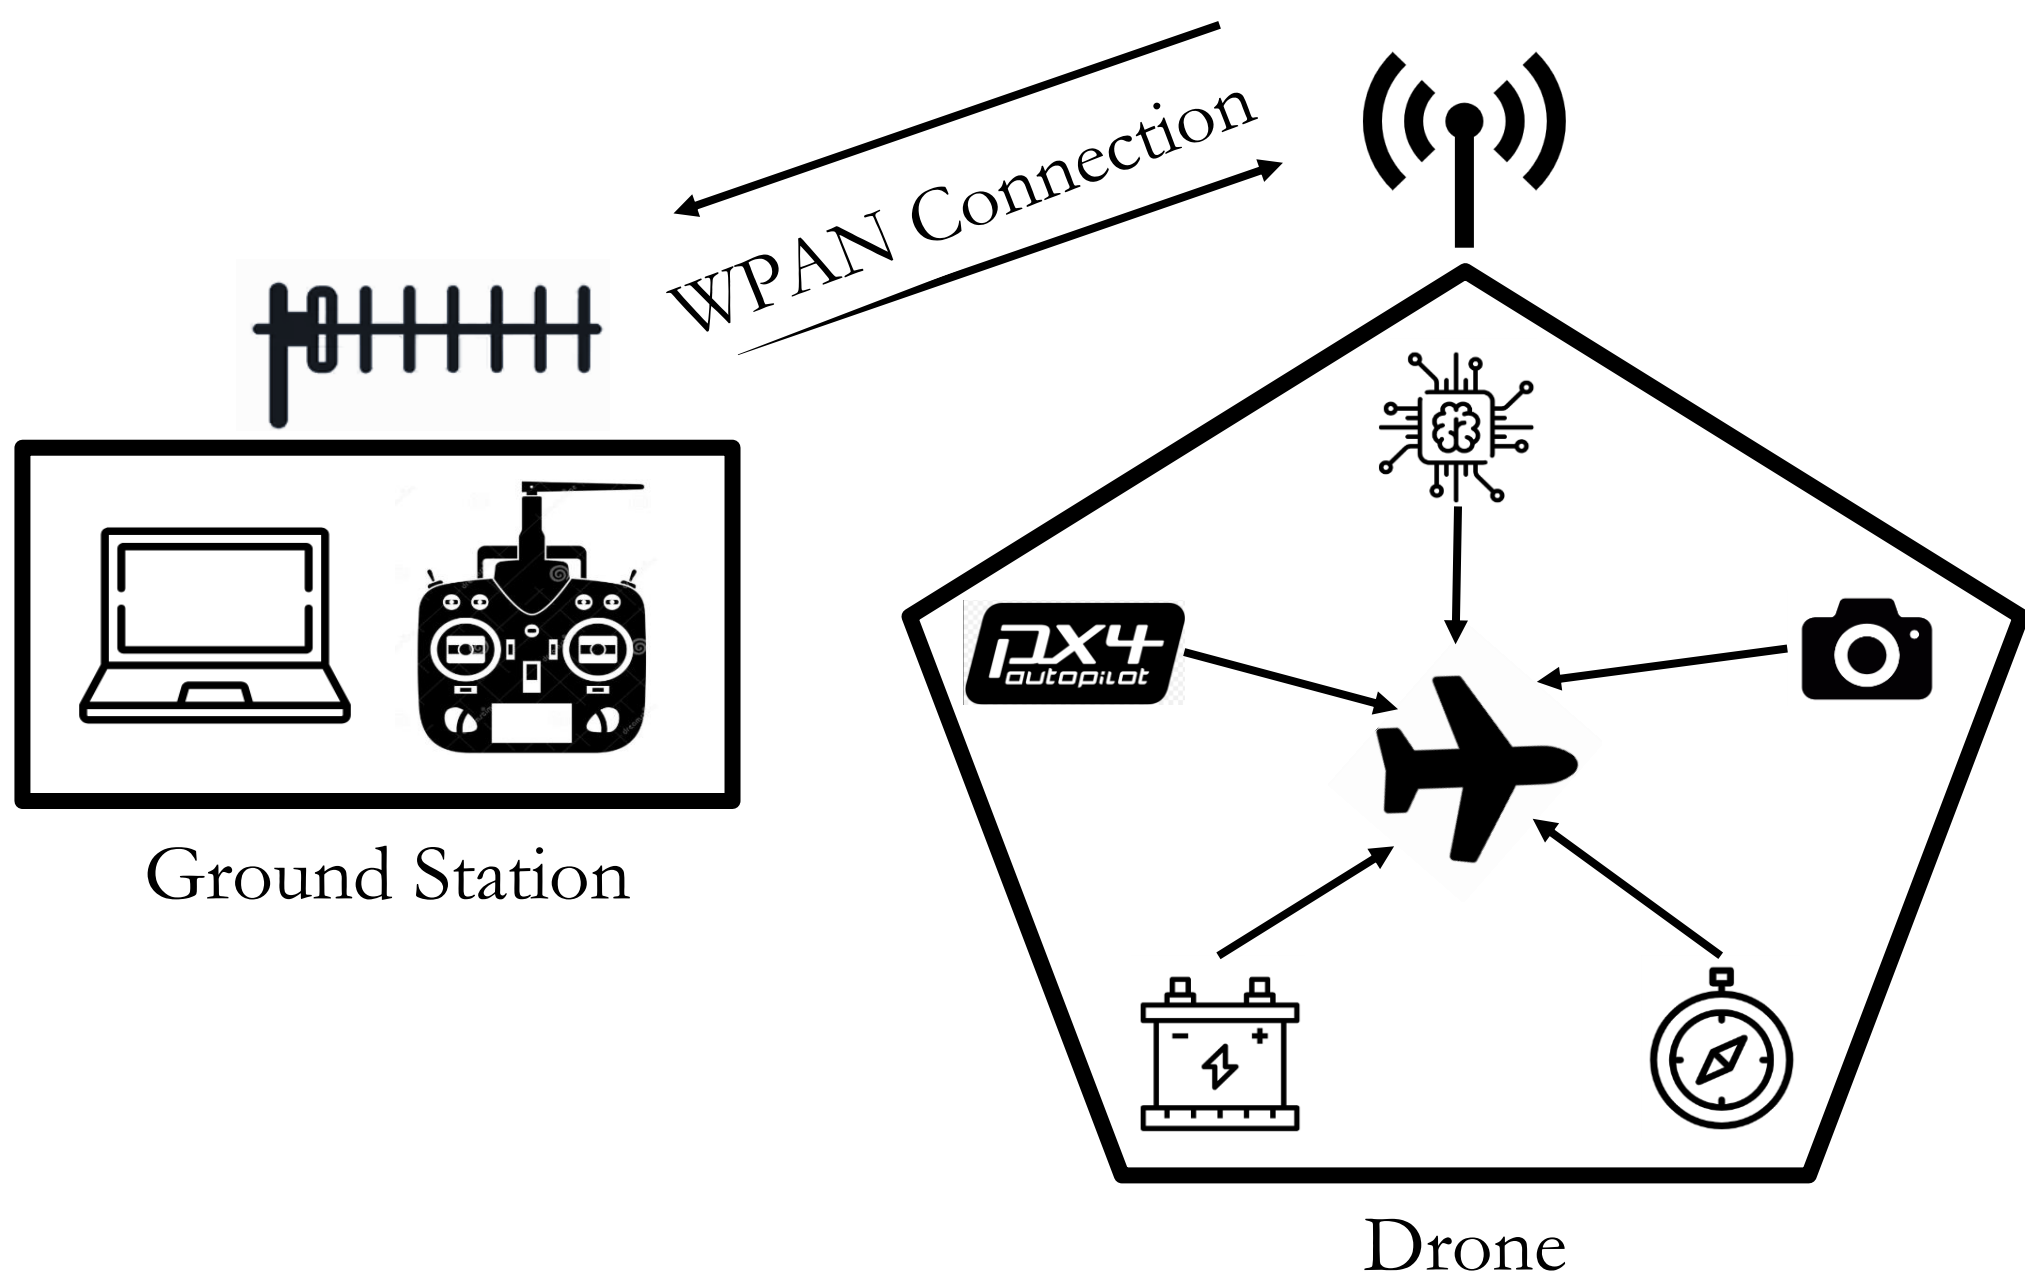 WPAN Connection
px4
autopilot
Ground Station
- +
Drone